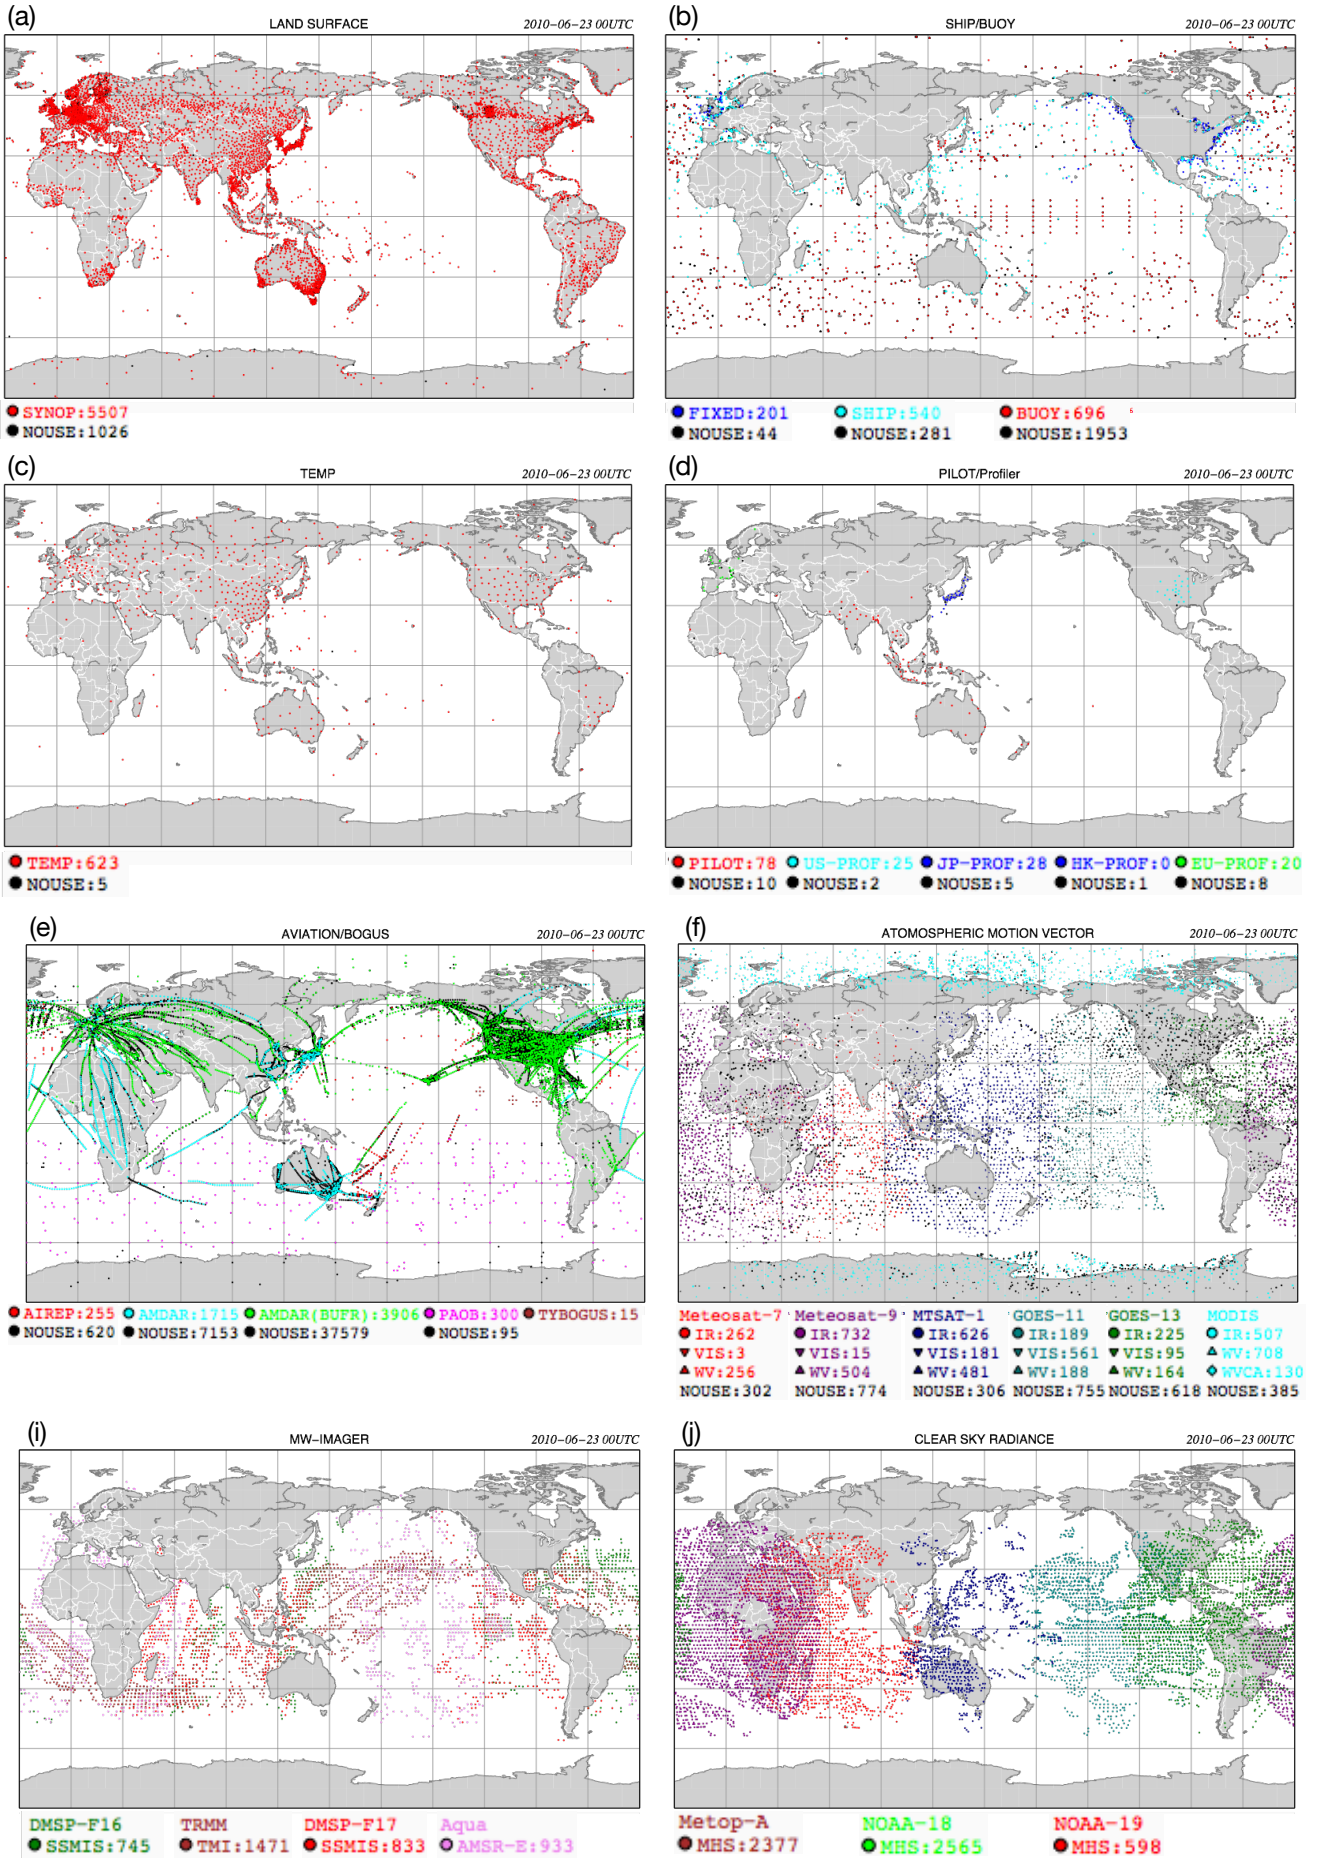 (a) LAND SURFACE 2010-06-23 00UTC
SYNOP:5507
NOUSE:1026
(b) SHIP/BUOY 2010-06-23 00UTC
FIXED:201 SHIP:540 BUOY:696
NOUSE:44 NOUSE:281 NOUSE:1953
(c) TEMP 2010-06-23 00UTC
TEMP:623
NOUSE:5
(d) PILOT/Profiler 2010-06-23 00UTC
PILOT:78 US-PROF:25 JP-PROF:28 HK-PROF:0 EU-PROF:20
NOUSE:10 NOUSE:2 NOUSE:5 NOUSE:1 NOUSE:8
(e) AVIATION/BOGUS 2010-06-23 00UTC
AIREP:255 AMDAR:1715 AMDAR(BUFR):3906 PAOB:300 TYBOGUS:15
NOUSE:620 NOUSE:7153 NOUSE:37579 NOUSE:95
(f) ATOMOSPHERIC MOTION VECTOR 2010-06-23 00UTC
Meteosat-7 Meteosat-9 MTSAT-1 GOES-11 GOES-13 MODIS
IR:262 IR:732 IR:626 IR:189 IR:225 IR:507
VIS:3 VIS:15 VIS:181 VIS:561 VIS:95 WV:708
WV:256 WV:504 WV:481 WV:188 WV:164 WVCA:130
NOUSE:302 NOUSE:774 NOUSE:306 NOUSE:755 NOUSE:618 NOUSE:385
(i) MW-IMAGER 2010-06-23 00UTC
DMSP-F16 TRMM DMSP-F17 Aqua
SSMIS:745 TMI:1471 SSMIS:833 AMSR-E:933
(j) CLEAR SKY RADIANCE 2010-06-23 00UTC
Metop-A NOAA-18 NOAA-19
MHS:2377 MHS:2565 MHS:598